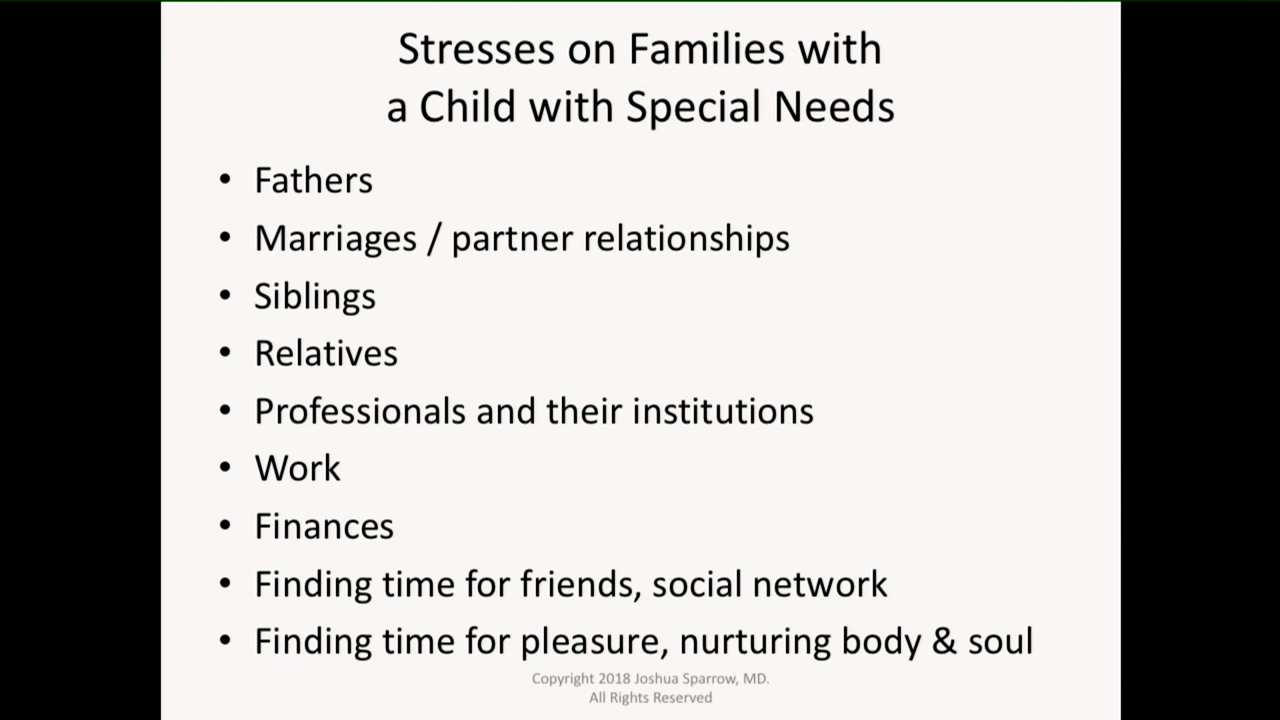 Stresses on Families with
a Child with Special Needs
• Fathers
• Marriages / partner relationships
• Siblings
• Relatives
• Professionals and their institutions
• Work
• Finances
• Finding time for friends, social network
• Finding time for pleasure, nurturing body & soul
Copyright 2018 Joshua Sparrow, MD.
All Rights Reserved